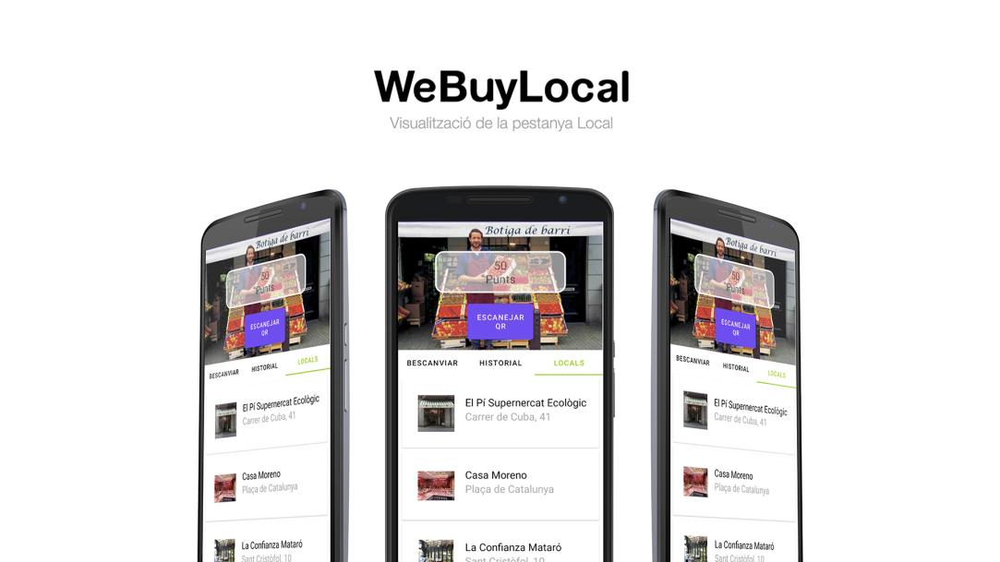 WeBuyLocal
Visualització de la pestanya Local
Botiga de barri
50
Punts
ESCANEJAR
QR
BESCANVIAR HISTORIAL LOCALS
El Pí Supernercat Ecològic
Carrer de Cuba, 41
Casa Moreno
Plaça de Catalunya
La Confianza Mataró
Sant Cristòfol, 10
Botiga de barri
50
Punts
ESCANEJAR
QR
BESCANVIAR HISTORIAL LOCALS
El Pí Supernercat Ecològic
Carrer de Cuba, 41
Casa Moreno
Plaça de Catalunya
La Confianza Mataró
Sant Cristòfol, 10
Botiga de barri
50
Punts
ESCANEJAR
QR
BESCANVIAR HISTORIAL LOCALS
El Pí Supernercat Ecològic
Carrer de Cuba, 41
Casa Moreno
Plaça de Catalunya
La Confianza Mataró
Sant Cristòfol, 10